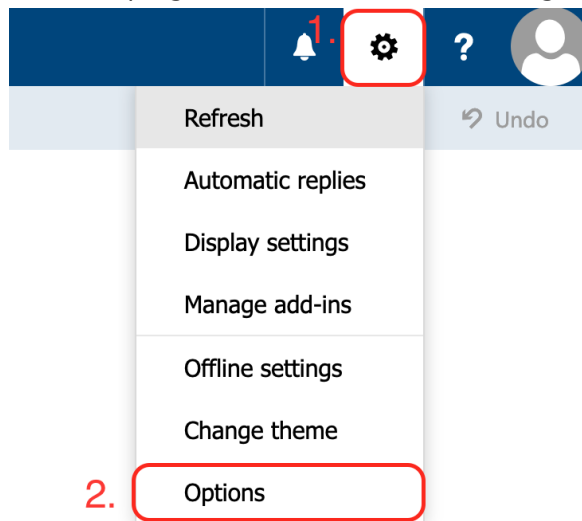 1.
?
Refresh
Undo
Automatic replies
Display settings
Manage add-ins
Offline settings
Change theme
2. Options